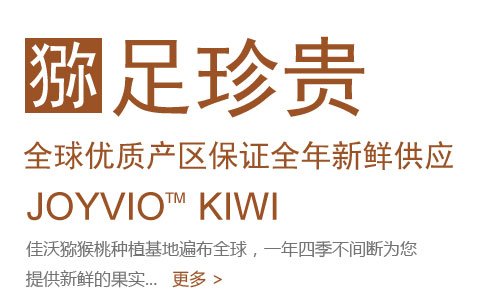 猕足珍贵
全球优质产区保证全年新鲜供应
JOYVIO™ KIWI
佳沃猕猴桃种植基地遍布全球，一年四季不间断为您
提供新鲜的果实... 更多 >